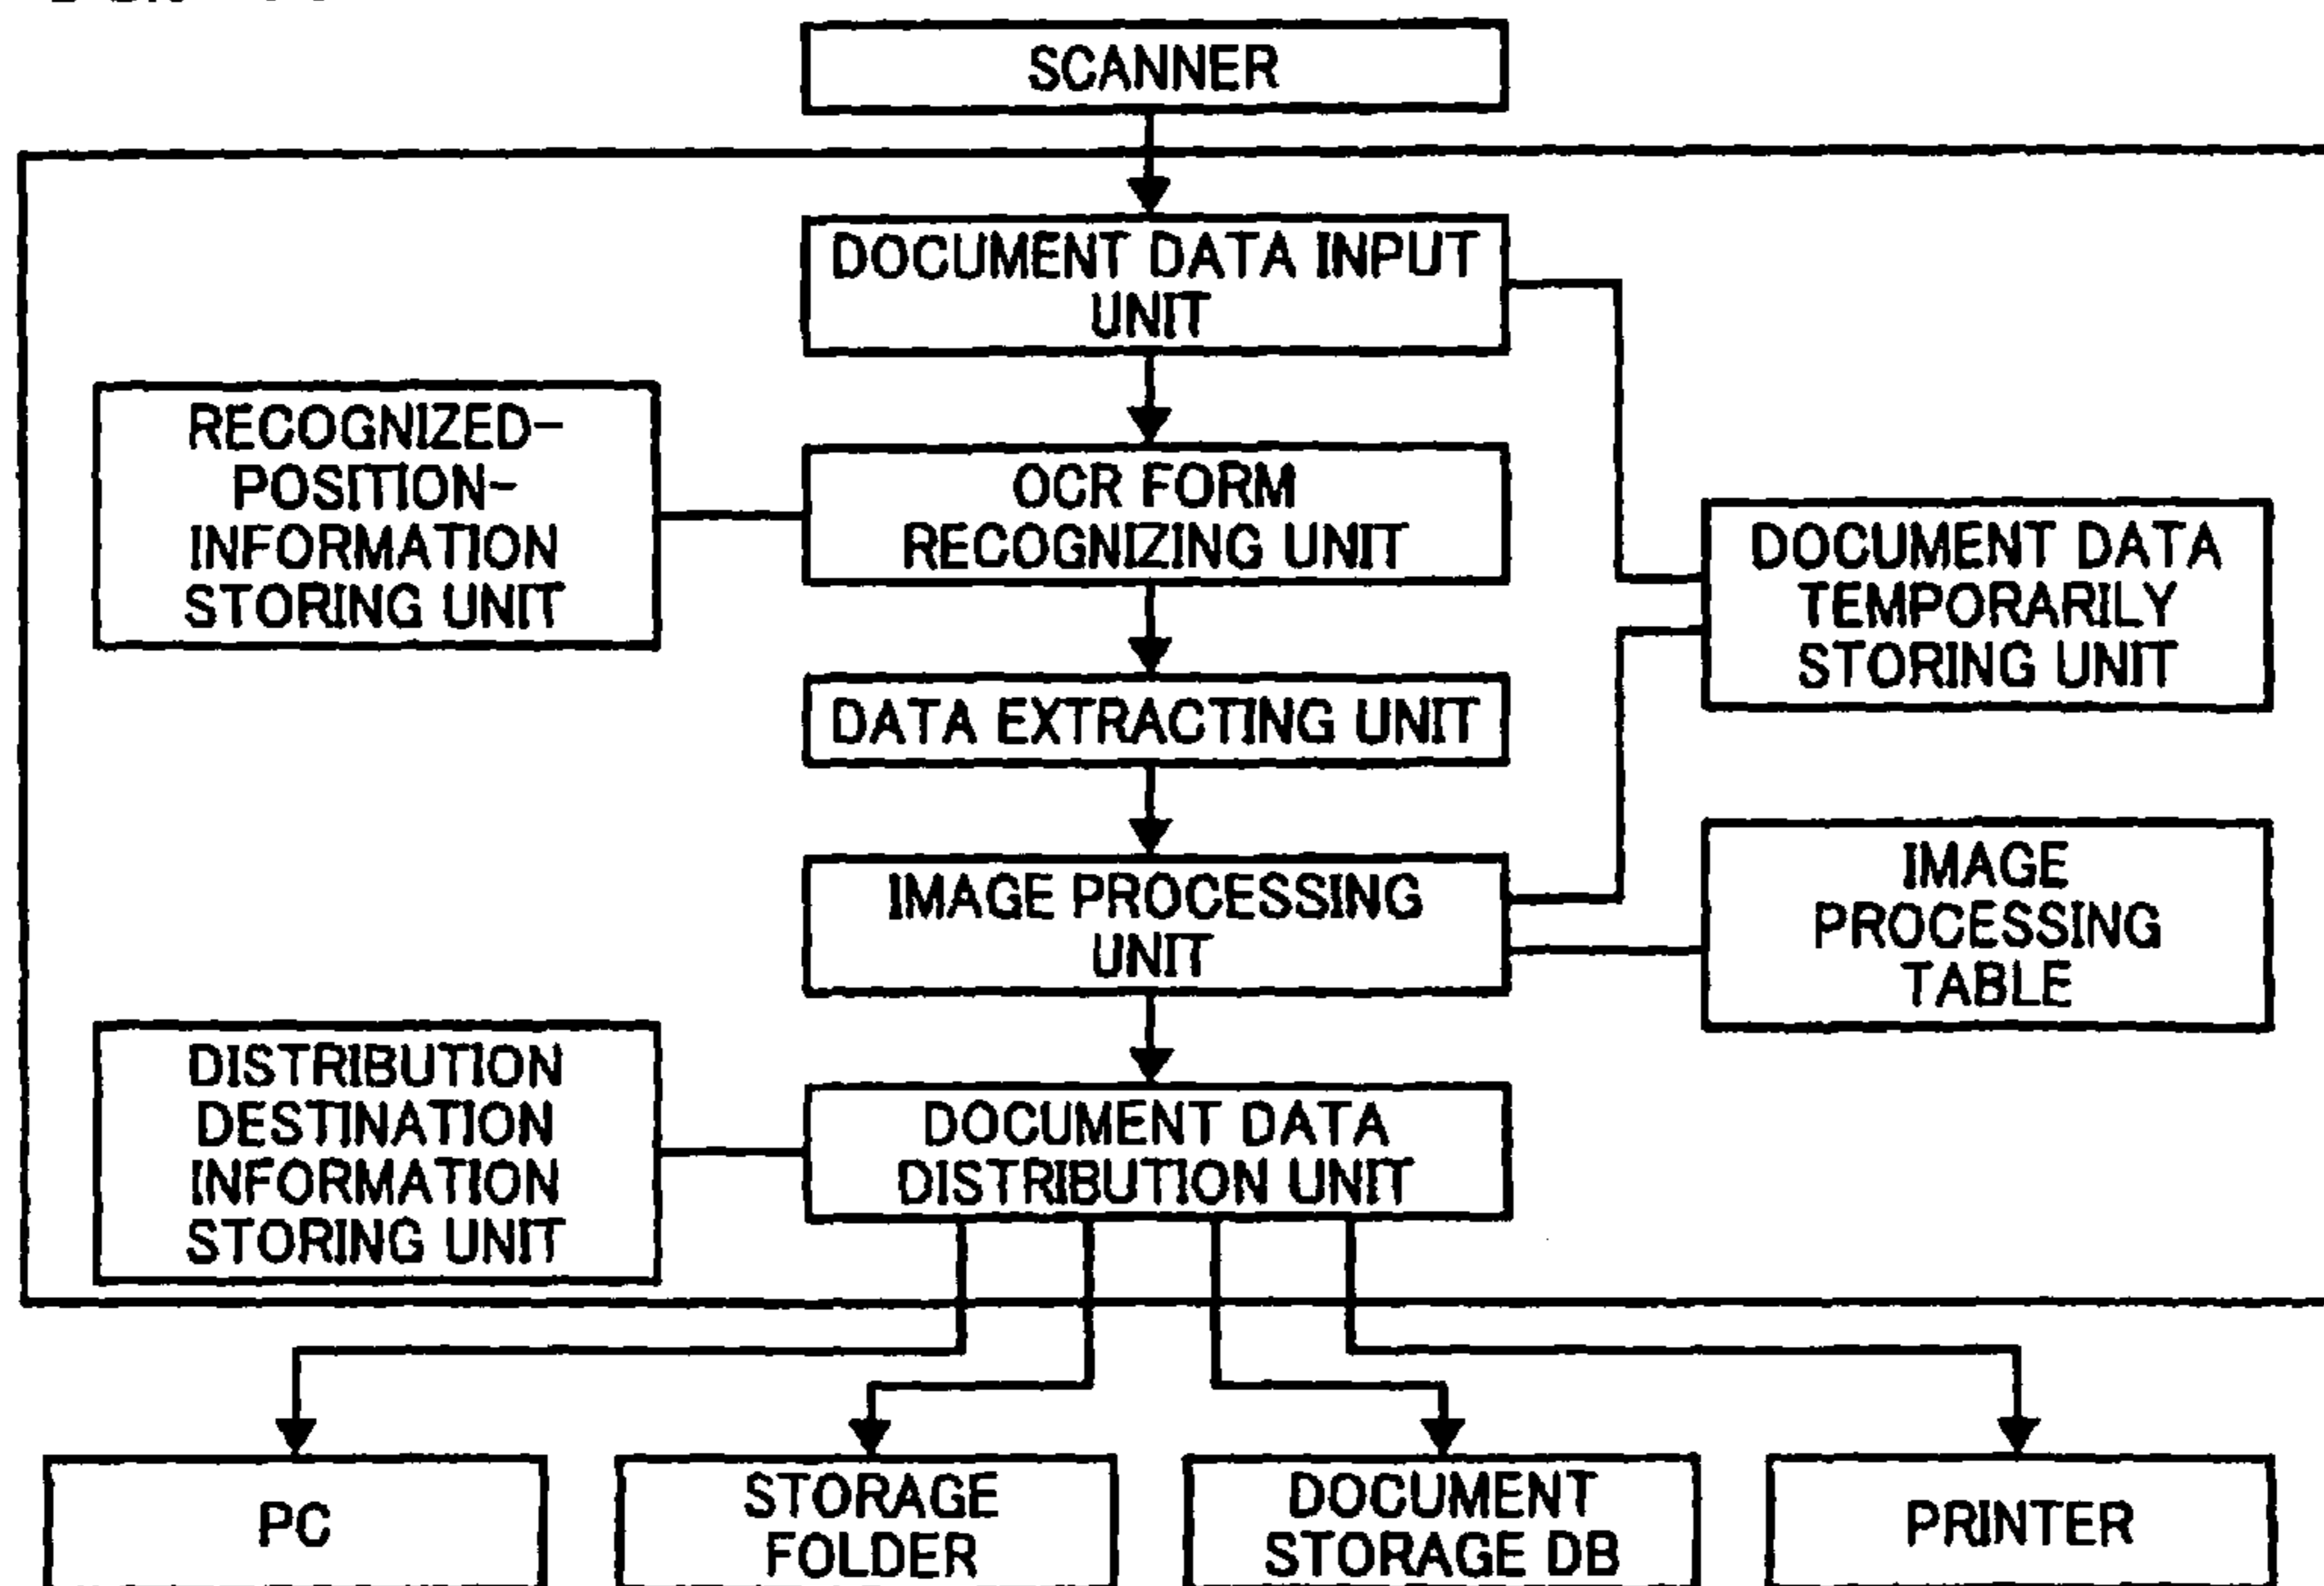 SCANNER
DOCUMENT DATA INPUT
UNIT
RECOGNIZED-
POSITION-
INFORMATION
STORING UNIT
OCR FORM
RECOGNIZING UNIT
DOCUMENT DATA
TEMPORARILY
STORING UNIT
DATA EXTRACTING UNIT
IMAGE PROCESSING
UNIT
IMAGE
PROCESSING
TABLE
DISTRIBUTION
DESTINATION
INFORMATION
STORING UNIT
DOCUMENT DATA
DISTRIBUTION UNIT
PC
STORAGE
FOLDER
DOCUMENT
STORAGE DB
PRINTER